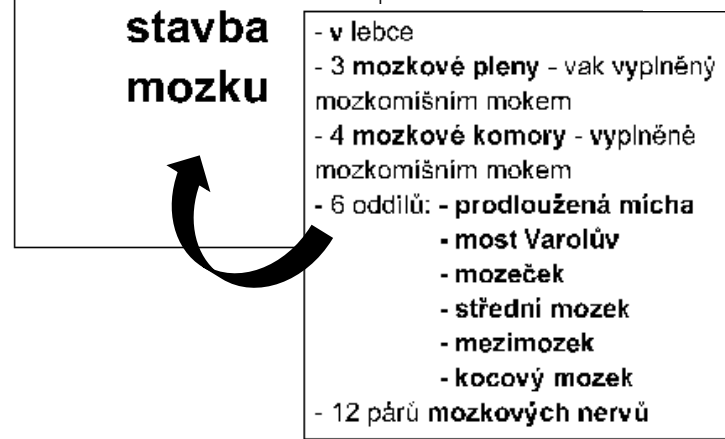 stavba
mozku
- v lebce
- 3 mozkové pleny - vak vyplněný
mozkomíšním mokem
- 4 mozkové komory - vyplněné
mozkomíšním mokem
- 6 oddílů: - prodloužená mícha
- most Varolův
- mozeček
- střední mozek
- mezimozek
- kocový mozek
- 12 párů mozkových nervů